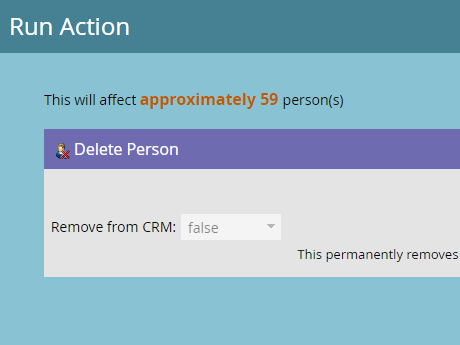 Run Action
This will affect approximately 59 person(s)
Delete Person
Remove from CRM: false
This permanently removes